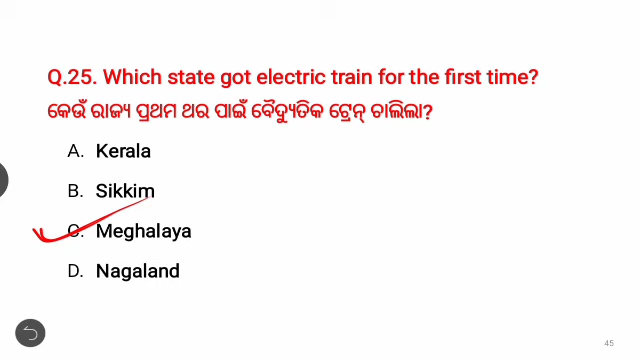 Q.25. Which state got electric train for the first time?
କେଉଁ ରାଜ୍ୟ ପ୍ରଥମ ଥର ପାଇଁ ବୈଦ୍ୟୁତିକ ଟ୍ରେନ୍ ଚାଲିଲା?
A. Kerala
B. Sikkim
C. Meghalaya
D. Nagaland
45